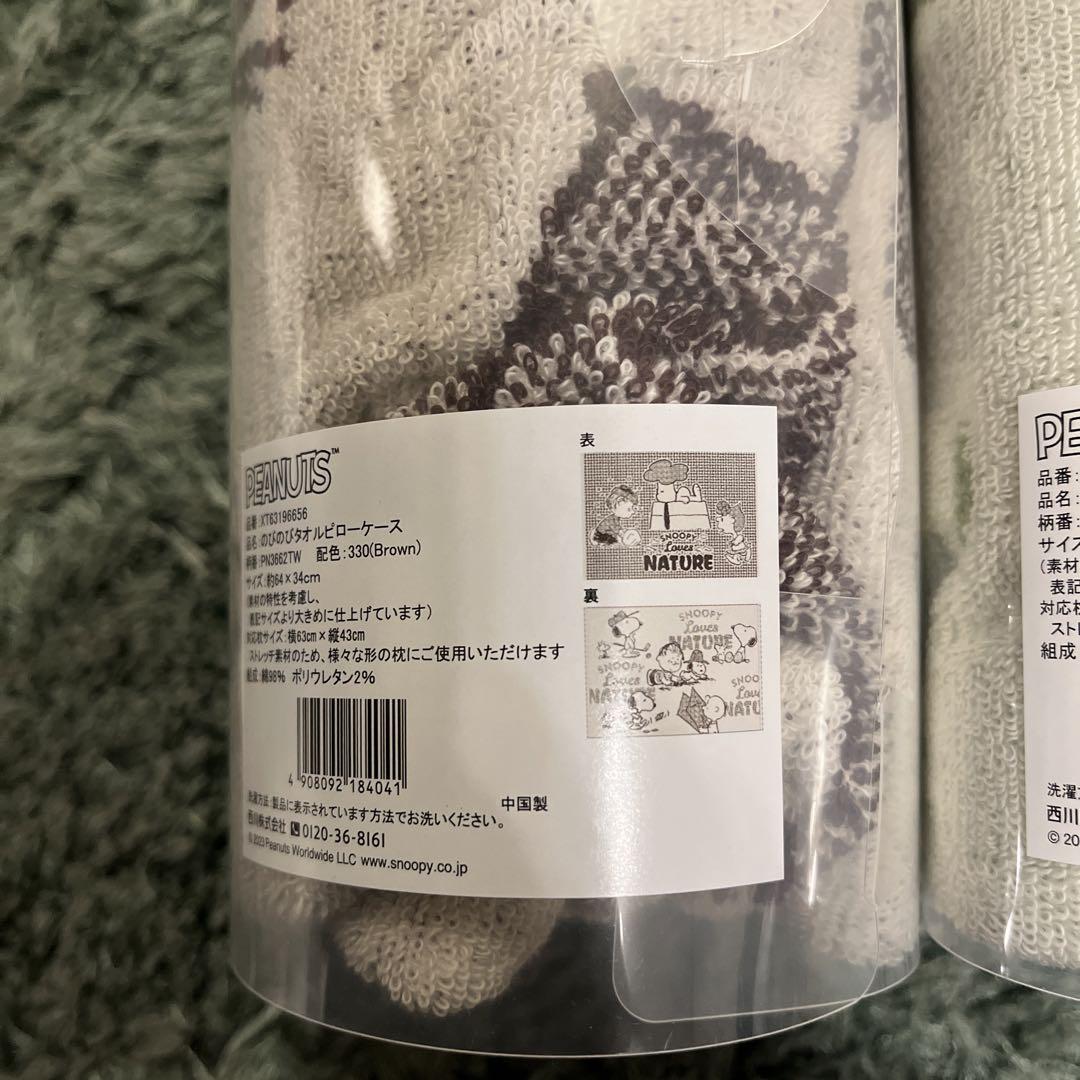 PEANUTS™
品番:XT63196656
品名:のびのびタオルピローケース
柄番:PN3662TW 配色:330(Brown)
サイズ:約64×34cm
(素材の特性を考慮し、
表記サイズより大きめに仕上げています)
対応枕サイズ:横63cm×縦43cm
ストレッチ素材のため、様々な形の枕にご使用いただけます
組成:綿98% ポリウレタン2%
4 908092 184041
中国製
洗濯方法:製品に表示されています方法でお洗いください。
西川株式会社 0120-36-8161
© 2023 Peanuts Worldwide LLC www.snoopy.co.jp
表
SNOOPY
Loves
NATURE
裏
SNOOPY
Loves
NATURE
SNOOPY
Loves
NATURE
SNOO
Lov
NATU
PE
品番:
品名:
柄番:
サイズ
(素材
表記
対応枕
ストレ
組成
洗濯方
西川
© 20